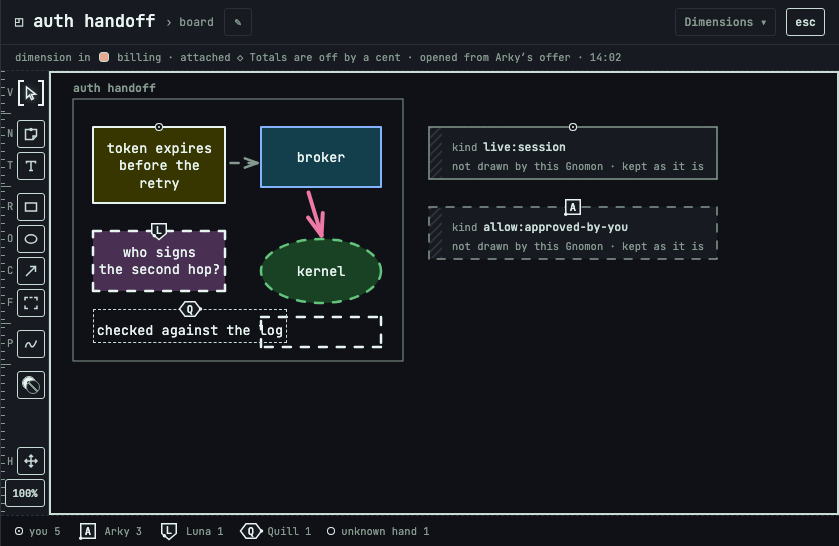 auth handoff › board ✎ Dimensions ▾ esc
dimension in billing · attached ◇ Totals are off by a cent · opened from Arky’s offer · 14:02
auth handoff
V
N
T
R
O
C
F
P
H
100%
token expires
before the
retry
broker
kind live:session
not drawn by this Gnomon · kept as it is
L
who signs
the second hop?
kernel
A
kind allow:approved-by-you
not drawn by this Gnomon · kept as it is
Q
checked against the log
you 5 A Arky 3 L Luna 1 Q Quill 1 unknown hand 1